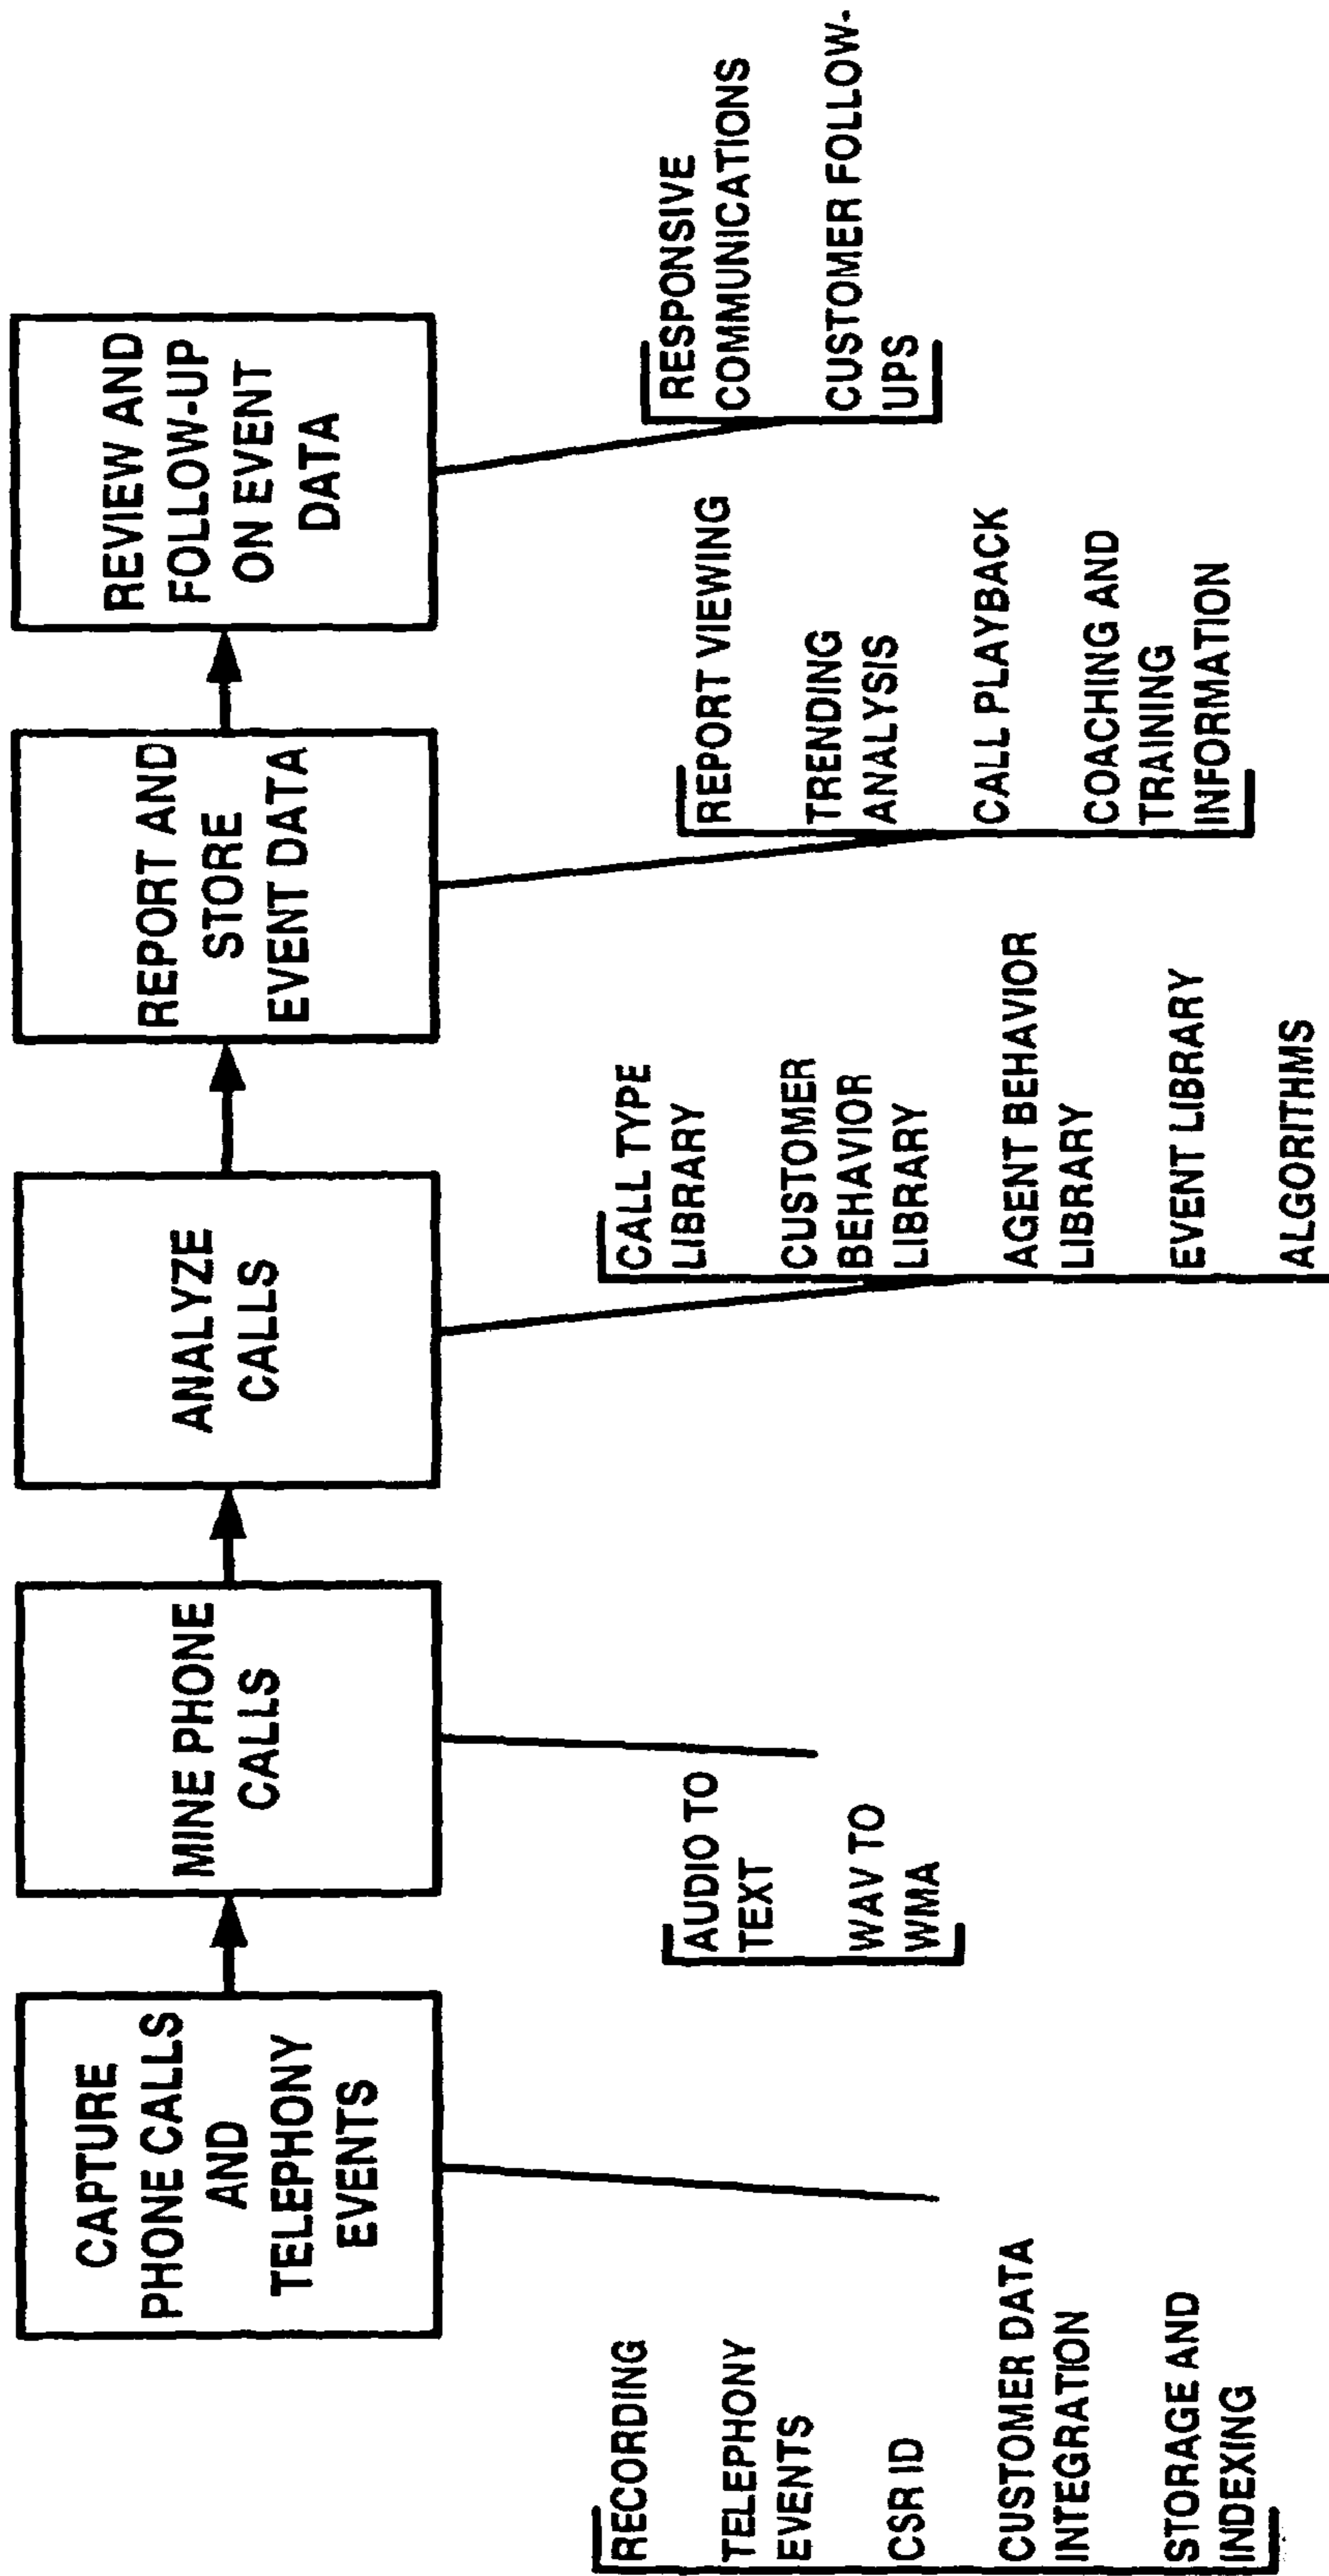 CAPTURE
PHONE CALLS
AND
TELEPHONY
EVENTS
MINE PHONE
CALLS
ANALYZE
CALLS
REPORT AND
STORE
EVENT DATA
REVIEW AND
FOLLOW-UP
ON EVENT
DATA
RECORDING
TELEPHONY
EVENTS
CSR ID
CUSTOMER DATA
INTEGRATION
STORAGE AND
INDEXING
AUDIO TO
TEXT
WAV TO
WMA
CALL TYPE
LIBRARY
CUSTOMER
BEHAVIOR
LIBRARY
AGENT BEHAVIOR
LIBRARY
EVENT LIBRARY
ALGORITHMS
REPORT VIEWING
TRENDING
ANALYSIS
CALL PLAYBACK
COACHING AND
TRAINING
INFORMATION
RESPONSIVE
COMMUNICATIONS
CUSTOMER FOLLOW-
UPS